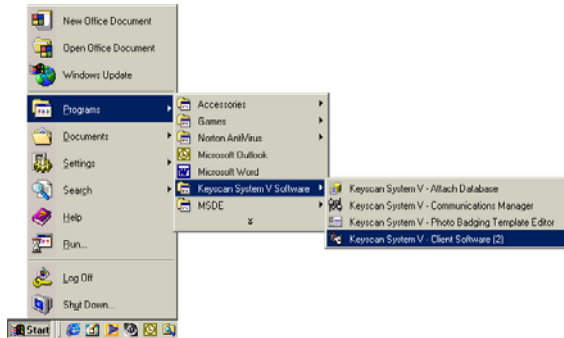 New Office Document
Open Office Document
Windows Update
Programs
Documents
Settings
Search
Help
Run...
Log Off
Shut Down...
Start
Accessories
Games
Norton AntiVirus
Microsoft Outlook
Microsoft Word
Keyscan System V Software
MSDE
Keyscan System V - Attach Database
Keyscan System V - Communications Manager
Keyscan System V - Photo Badging Template Editor
Keyscan System V - Client Software (2)